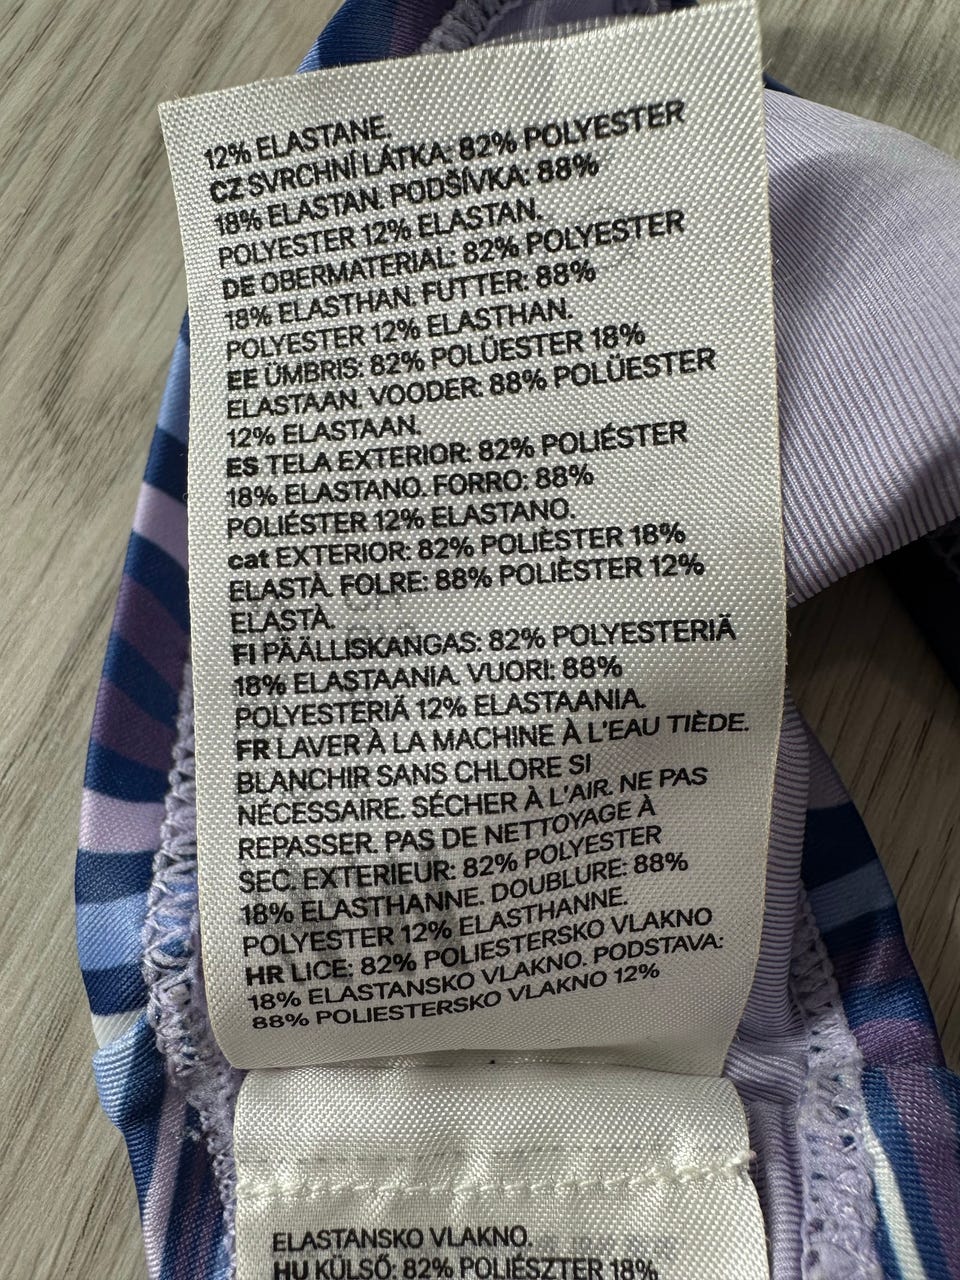 12% ELASTANE.
CZ SVRCHNÍ LÁTKA: 82% POLYESTER
18% ELASTAN. PODŠÍVKA: 88%
POLYESTER 12% ELASTAN.
DE OBERMATERIAL: 82% POLYESTER
18% ELASTHAN. FUTTER: 88%
POLYESTER 12% ELASTHAN.
EE ÜMBRIS: 82% POLÜESTER 18%
ELASTAAN. VOODER: 88% POLÜESTER
12% ELASTAAN.
ES TELA EXTERIOR: 82% POLIÉSTER
18% ELASTANO. FORRO: 88%
POLIÉSTER 12% ELASTANO.
cat EXTERIOR: 82% POLIÈSTER 18%
ELASTÀ. FOLRE: 88% POLIÈSTER 12%
ELASTÀ.
FI PÄÄLLISKANGAS: 82% POLYESTERIÄ
18% ELASTAANIA. VUORI: 88%
POLYESTERIÄ 12% ELASTAANIA.
FR LAVER À LA MACHINE À L'EAU TIÈDE.
BLANCHIR SANS CHLORE SI
NÉCESSAIRE. SÉCHER À L'AIR. NE PAS
REPASSER. PAS DE NETTOYAGE À
SEC. EXTERIEUR: 82% POLYESTER
18% ELASTHANNE. DOUBLURE: 88%
POLYESTER 12% ELASTHANNE.
HR LICE: 82% POLIESTERSKO VLAKNO
18% ELASTANSKO VLAKNO. PODSTAVA:
88% POLIESTERSKO VLAKNO 12%
ELASTANSKO VLAKNO.
HU KÜLSŐ: 82% POLIÉSZTER 18%